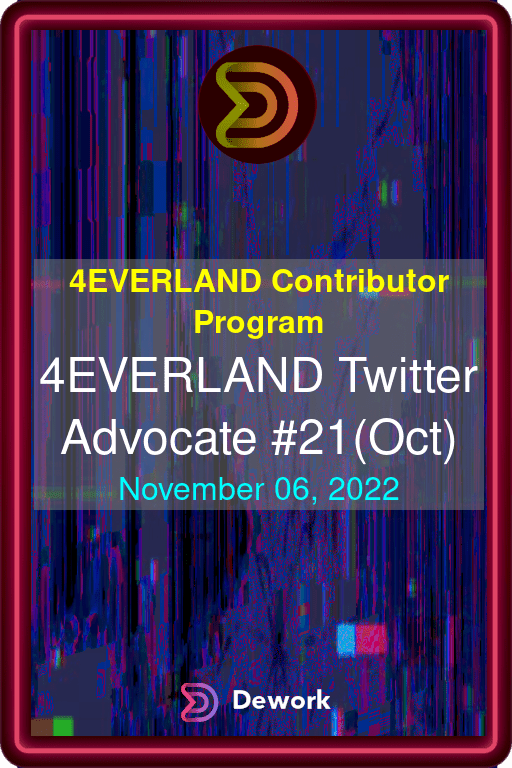 4EVERLAND Contributor
Program
4EVERLAND Twitter
Advocate #21(Oct)
November 06, 2022
Dework